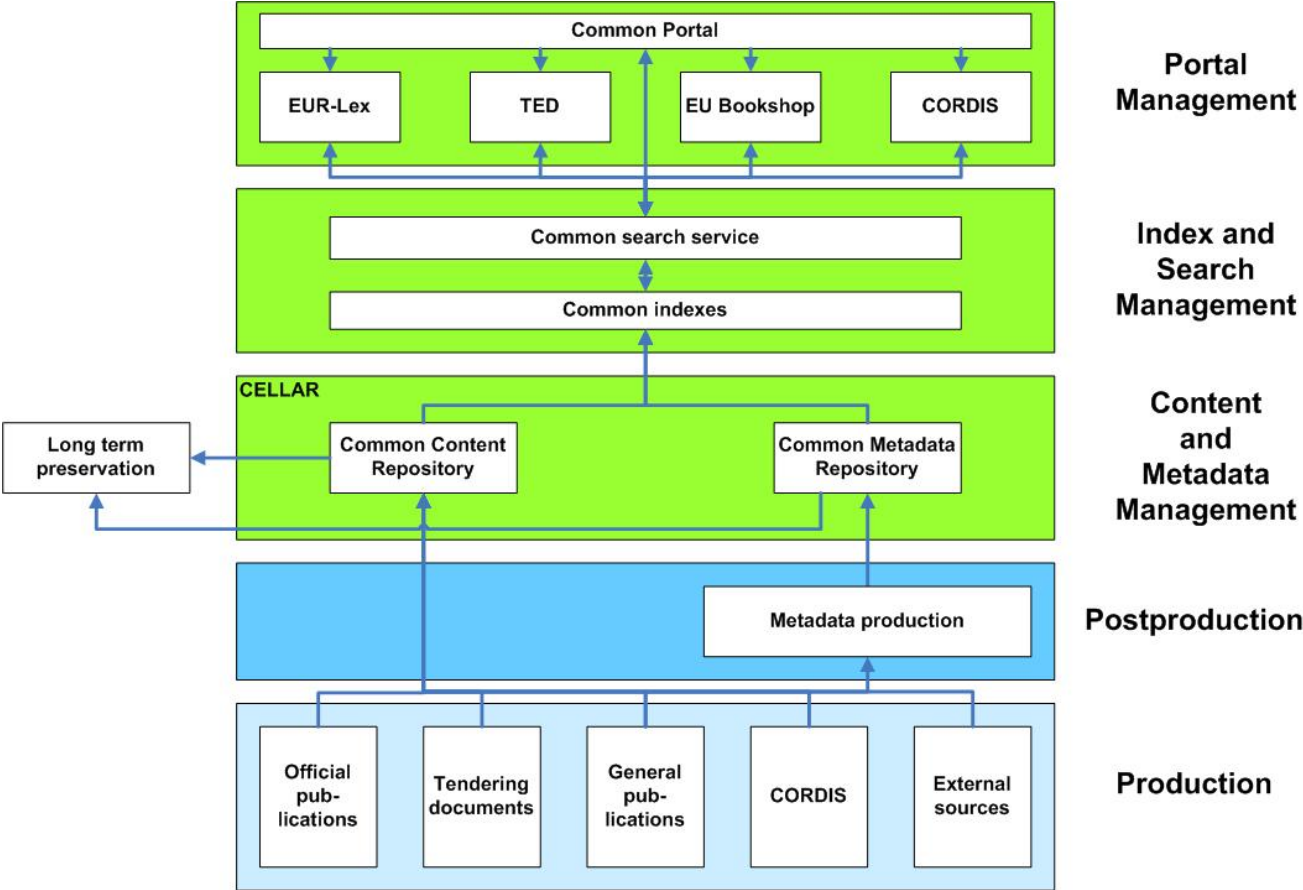 Common Portal
EUR-Lex
TED
EU Bookshop
CORDIS
Portal
Management
Common search service
Common indexes
Index and
Search
Management
CELLAR
Long term
preservation
Common Content
Repository
Common Metadata
Repository
Content
and
Metadata
Management
Metadata production
Postproduction
Official
pub-
lications
Tendering
documents
General
pub-
lications
CORDIS
External
sources
Production